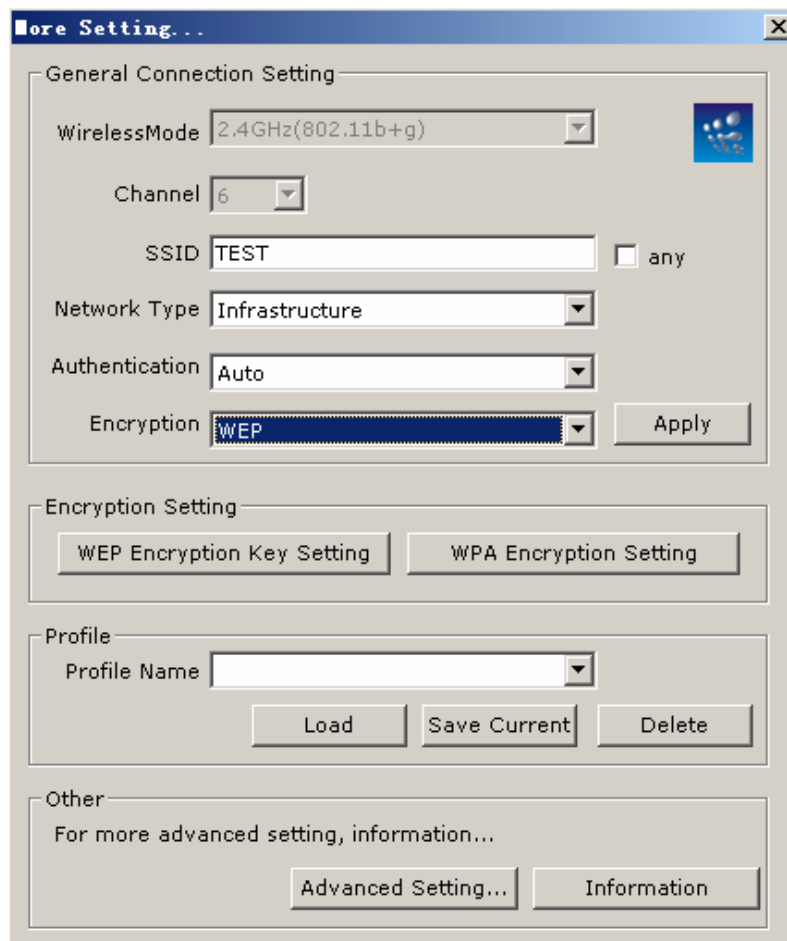 More Setting...
General Connection Setting
WirelessMode 2.4GHz(802.11b+g)
Channel 6
SSID TEST any
Network Type Infrastructure
Authentication Auto
Encryption WEP Apply
Encryption Setting
WEP Encryption Key Setting WPA Encryption Setting
Profile
Profile Name
Load Save Current Delete
Other
For more advanced setting, information...
Advanced Setting... Information